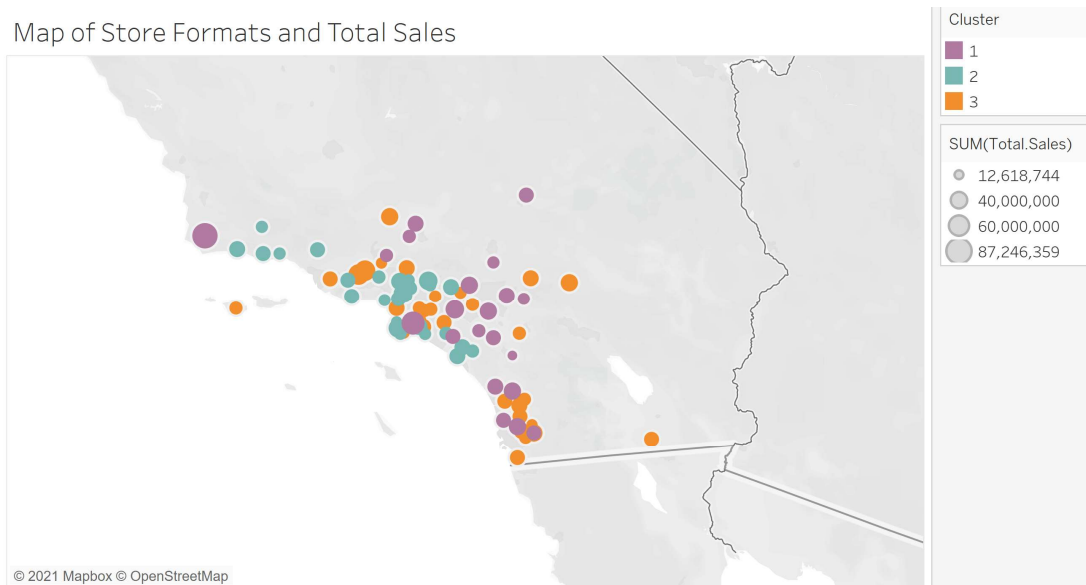 Map of Store Formats and Total Sales
Cluster
1
2
3
SUM(Total.Sales)
12,618,744
40,000,000
60,000,000
87,246,359
© 2021 Mapbox © OpenStreetMap